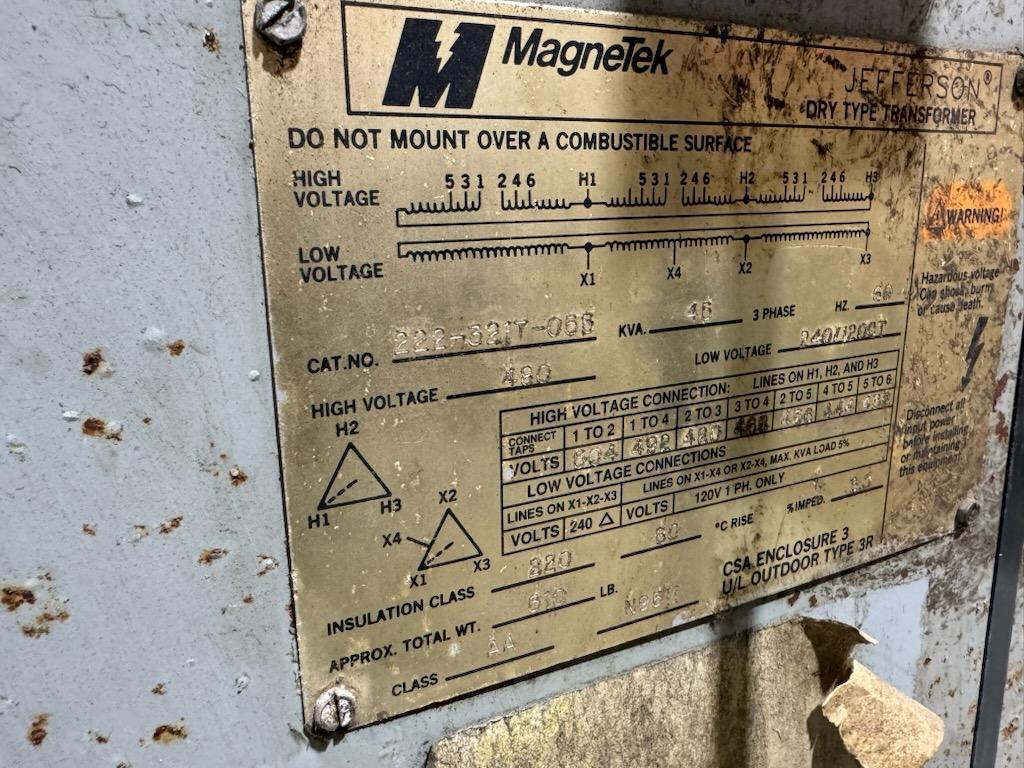 M MagneTek
JEFFERSON®
DRY TYPE TRANSFORMER
DO NOT MOUNT OVER A COMBUSTIBLE SURFACE
HIGH VOLTAGE
5 3 1 2 4 6 H1 5 3 1 2 4 6 H2 5 3 1 2 4 6 H3
LOW VOLTAGE
X1 X4 X2 X3
WARNING!
Hazardous voltage
Can shock, burn,
or cause death.
Disconnect all
input power
before installing
or maintaining
this equipment.
CAT.NO. KVA. 45 3 PHASE HZ. 60
HIGH VOLTAGE 480 LOW VOLTAGE
HIGH VOLTAGE CONNECTION: LINES ON H1, H2, AND H3
CONNECT TAPS 1 TO 2 1 TO 4 2 TO 3 3 TO 4 2 TO 5 4 TO 5 5 TO 6
VOLTS 504 492 480 468 456
LOW VOLTAGE CONNECTIONS
LINES ON X1-X2-X3 LINES ON X1-X4 OR X2-X4, MAX. KVA LOAD 5%
VOLTS 240 △ VOLTS 120V 1 PH. ONLY
H2
H1 H3
X2
X4
X1 X3
INSULATION CLASS 220 °C RISE %IMPED.
APPROX. TOTAL WT. 610 LB. CSA ENCLOSURE 3
CLASS AA U/L OUTDOOR TYPE 3R